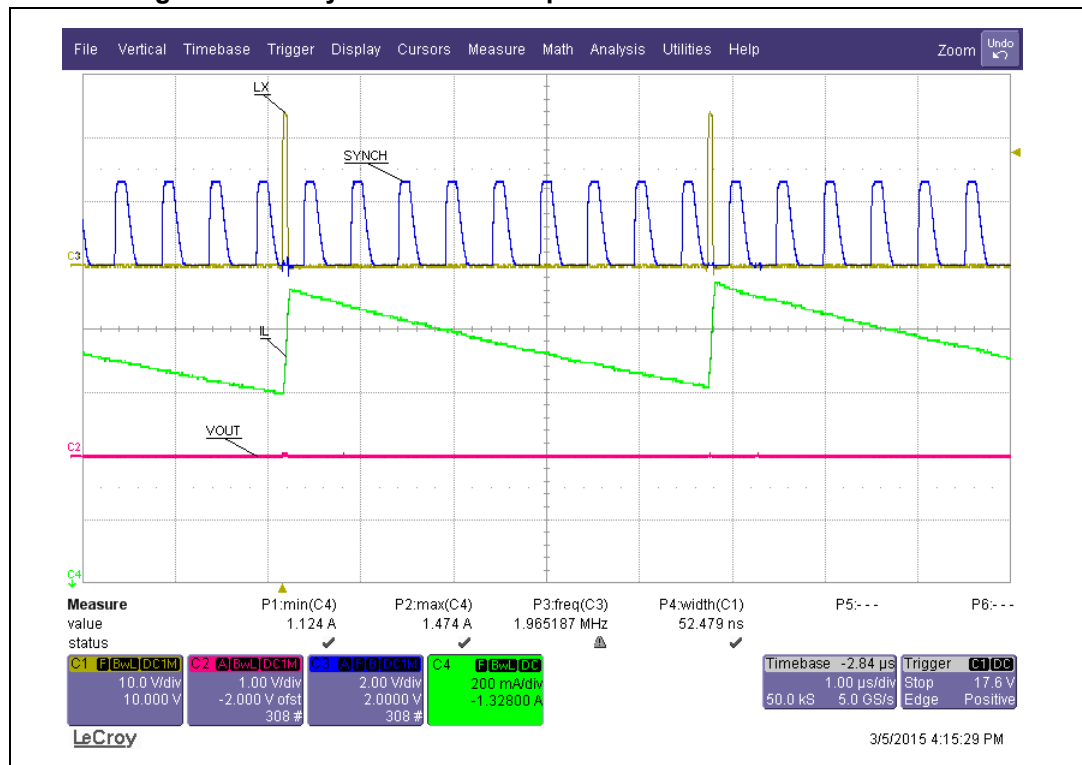 File Vertical Timebase Trigger Display Cursors Measure Math Analysis Utilities Help Zoom Undo
LX
SYNCH
C3
IL
VOUT
C2
C4
Measure P1:min(C4) P2:max(C4) P3:freq(C3) P4:width(C1) P5:- - - P6:- - -
value 1.124 A 1.474 A 1.965187 MHz 52.479 ns
status
C1 F BwL DC1M
10.0 V/div
10.000 V
C2 A BwL DC1M
1.00 V/div
-2.000 V ofst
308 #
C3 A F B DC1M
2.00 V/div
2.0000 V
308 #
C4 F BwL DC
200 mA/div
-1.32800 A
Timebase -2.84 µs
1.00 µs/div
50.0 kS 5.0 GS/s
Trigger C1 DC
Stop 17.6 V
Edge Positive
LeCroy
3/5/2015 4:15:29 PM